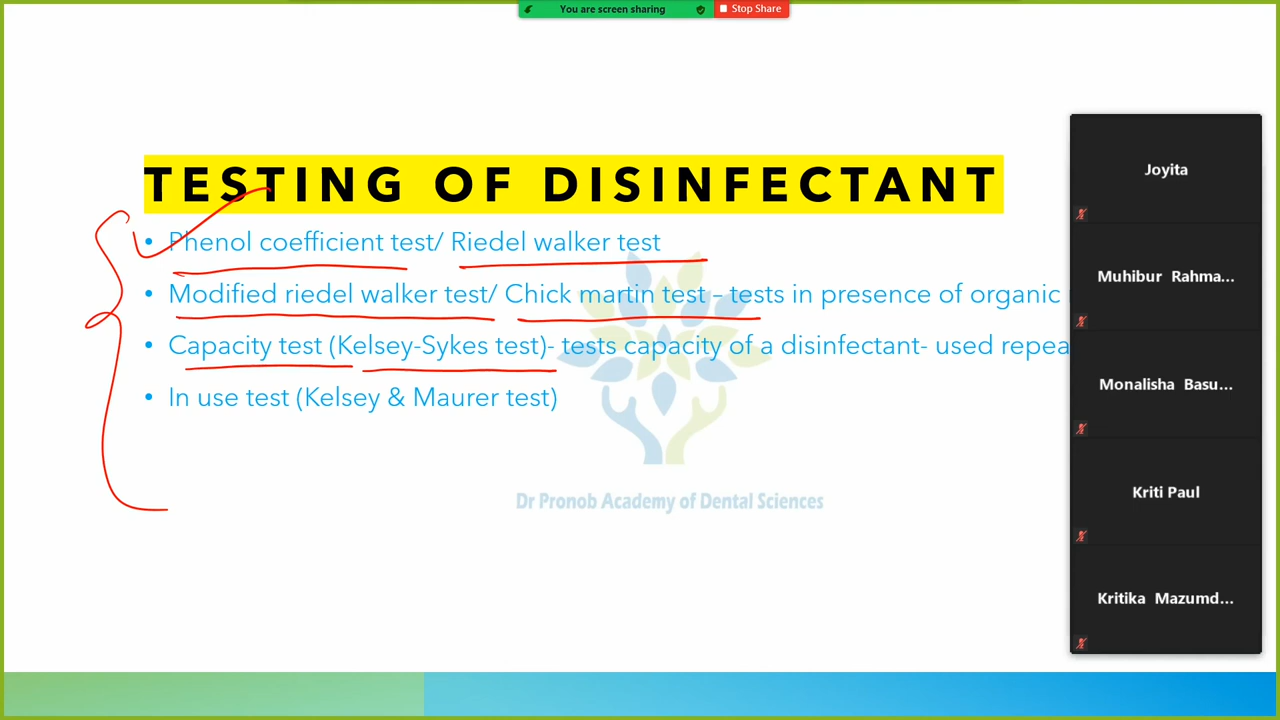 You are screen sharing
Stop Share
TESTING OF DISINFECTANT
• Phenol coefficient test/ Riedel walker test
• Modified riedel walker test/ Chick martin test – tests in presence of organic
• Capacity test (Kelsey-Sykes test)- tests capacity of a disinfectant- used repea
• In use test (Kelsey & Maurer test)
Dr Pronob Academy of Dental Sciences
Joyita
Muhibur Rahma...
Monalisha Basu...
Kriti Paul
Kritika Mazumd...